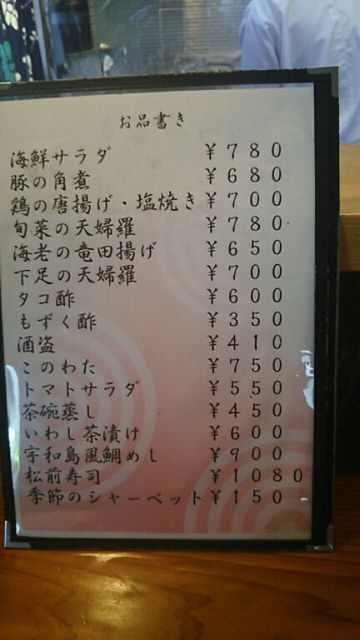 お品書き
海鮮サラダ ￥７８０
豚の角煮 ￥６８０
鶏の唐揚げ・塩焼き ￥７００
旬菜の天婦羅 ￥７８０
海老の竜田揚げ ￥６５０
下足の天婦羅 ￥７００
タコ酢 ￥６００
もずく酢 ￥３５０
酒盗 ￥４１０
このわた ￥７５０
トマトサラダ ￥５５０
茶碗蒸し ￥４５０
いわし茶漬け ￥６００
宇和島風鯛めし ￥９００
松前寿司 ￥１０８０
季節のシャーベット ￥１５０